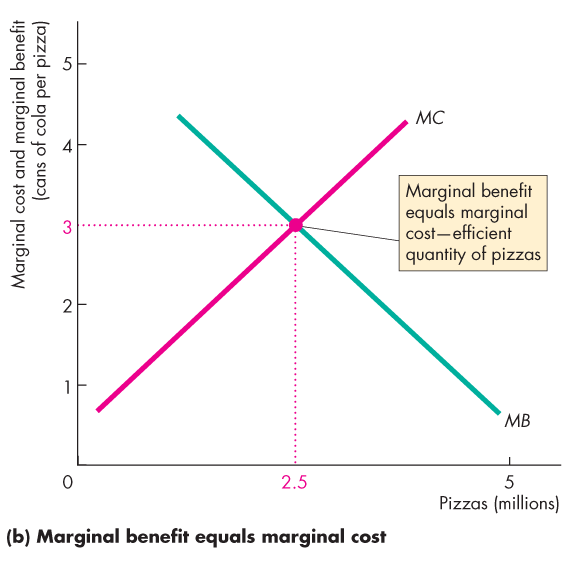 Marginal cost and marginal benefit
(cans of cola per pizza)
5
4
3
2
1
0
2.5
5
MC
Marginal benefit
equals marginal
cost—efficient
quantity of pizzas
MB
Pizzas (millions)
(b) Marginal benefit equals marginal cost